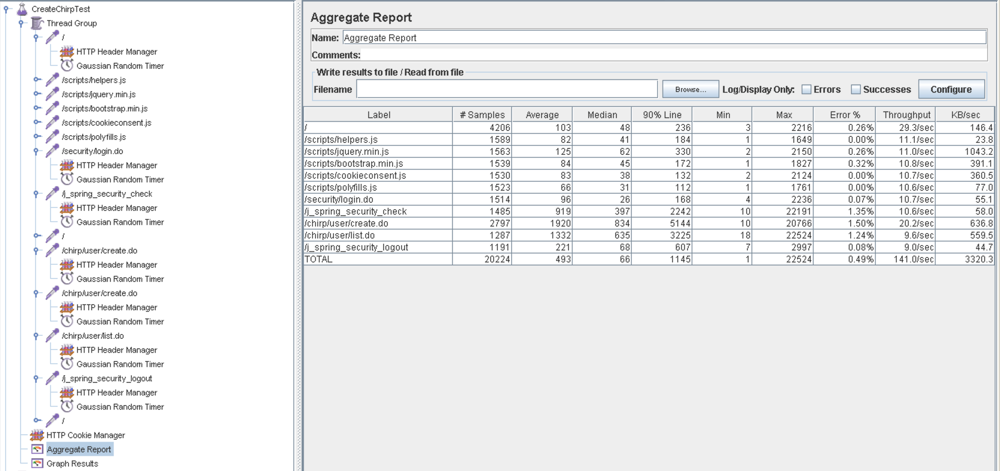 CreateChirpTest
Thread Group
/
HTTP Header Manager
Gaussian Random Timer
/scripts/helpers.js
/scripts/jquery.min.js
/scripts/bootstrap.min.js
/scripts/cookieconsent.js
/scripts/polyfills.js
/security/login.do
HTTP Header Manager
Gaussian Random Timer
/j_spring_security_check
HTTP Header Manager
Gaussian Random Timer
/
/chirp/user/create.do
HTTP Header Manager
Gaussian Random Timer
/chirp/user/create.do
HTTP Header Manager
Gaussian Random Timer
/chirp/user/list.do
HTTP Header Manager
Gaussian Random Timer
/j_spring_security_logout
HTTP Header Manager
Gaussian Random Timer
/
HTTP Cookie Manager
Aggregate Report
Graph Results
Aggregate Report
Name: Aggregate Report
Comments:
Write results to file / Read from file
Filename Browse... Log/Display Only: Errors Successes Configure
Label # Samples Average Median 90% Line Min Max Error % Throughput KB/sec
/ 4206 103 48 236 3 2216 0.26% 29.3/sec 146.4
/scripts/helpers.js 1589 82 41 184 1 1649 0.00% 11.1/sec 23.8
/scripts/jquery.min.js 1563 125 62 330 2 2150 0.26% 11.0/sec 1043.2
/scripts/bootstrap.min.js 1539 84 45 172 1 1827 0.32% 10.8/sec 391.1
/scripts/cookieconsent.js 1530 83 38 132 2 2124 0.00% 10.7/sec 360.5
/scripts/polyfills.js 1523 66 31 112 1 1761 0.00% 10.6/sec 77.0
/security/login.do 1514 96 26 168 4 2236 0.07% 10.7/sec 55.1
/j_spring_security_check 1485 919 397 2242 10 22191 1.35% 10.6/sec 58.0
/chirp/user/create.do 2797 1920 834 5144 10 20766 1.50% 20.2/sec 636.8
/chirp/user/list.do 1287 1332 635 3225 18 22524 1.24% 9.6/sec 559.5
/j_spring_security_logout 1191 221 68 607 7 2997 0.08% 9.0/sec 44.7
TOTAL 20224 493 66 1145 1 22524 0.49% 141.0/sec 3320.3